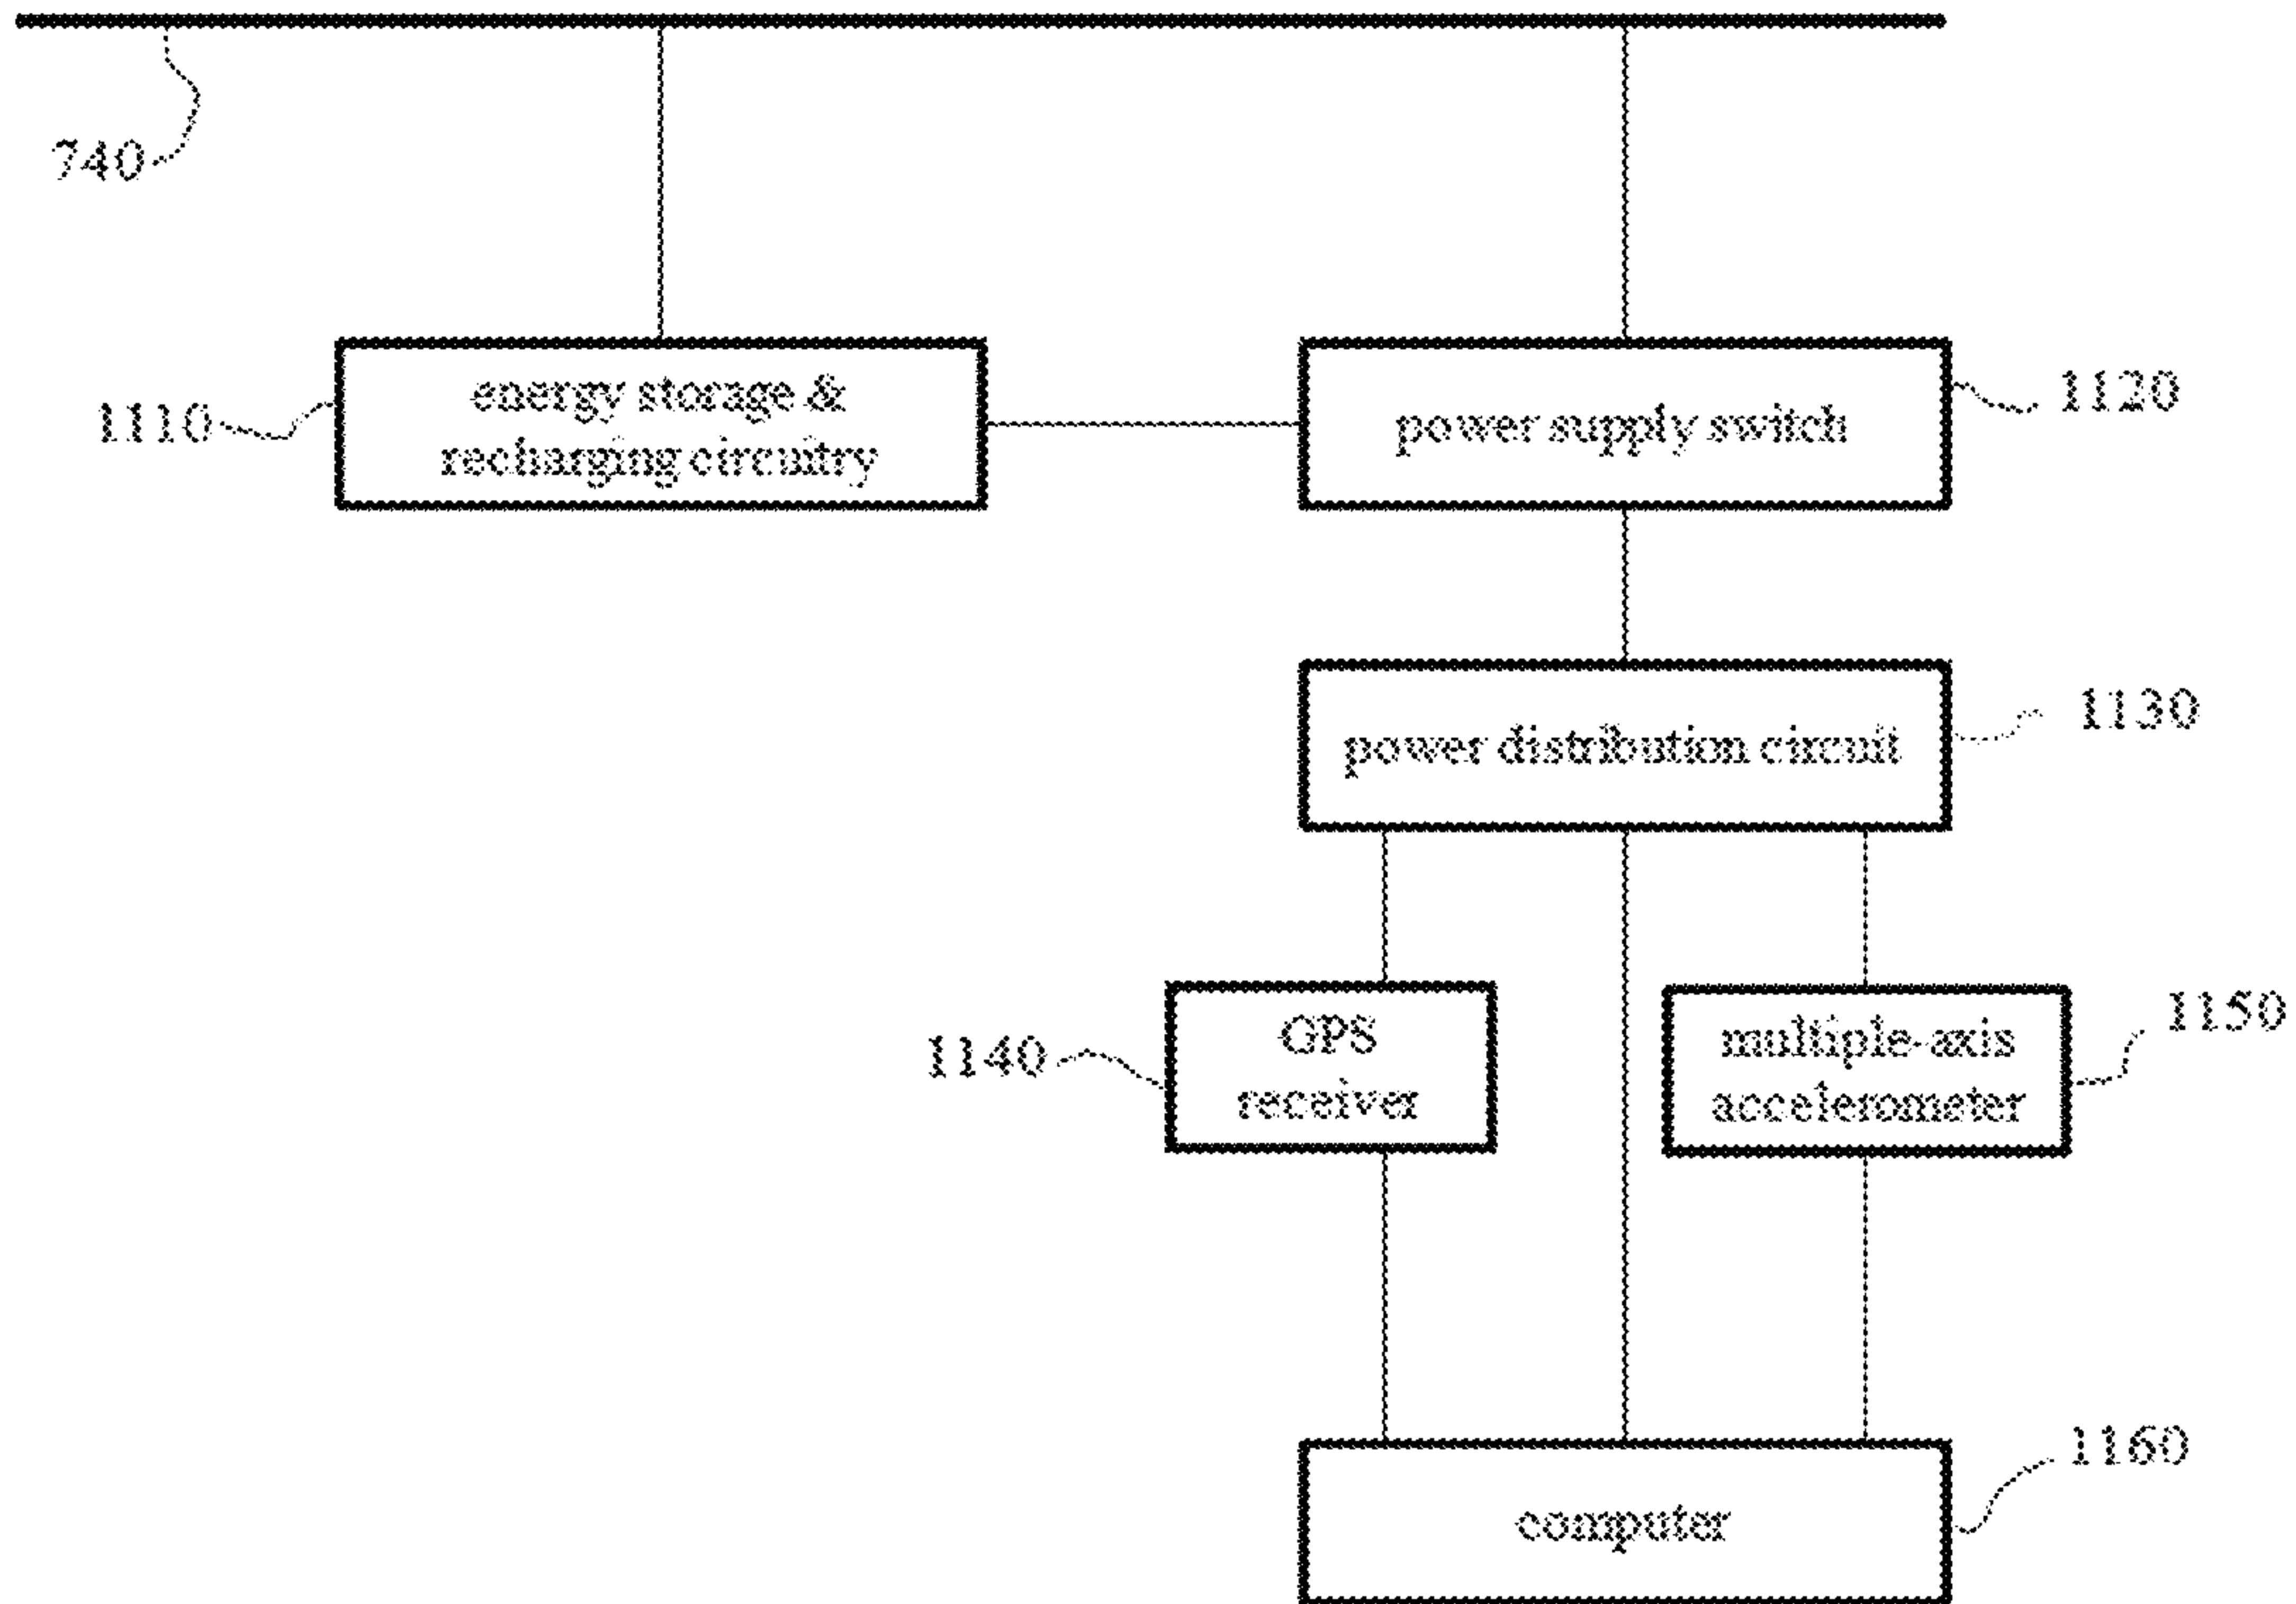 740
energy storage &
recharging circuitry
1110
power supply switch
1120
power distribution circuit
1130
GPS
receiver
1140
multiple-axis
accelerometer
1150
computer
1160